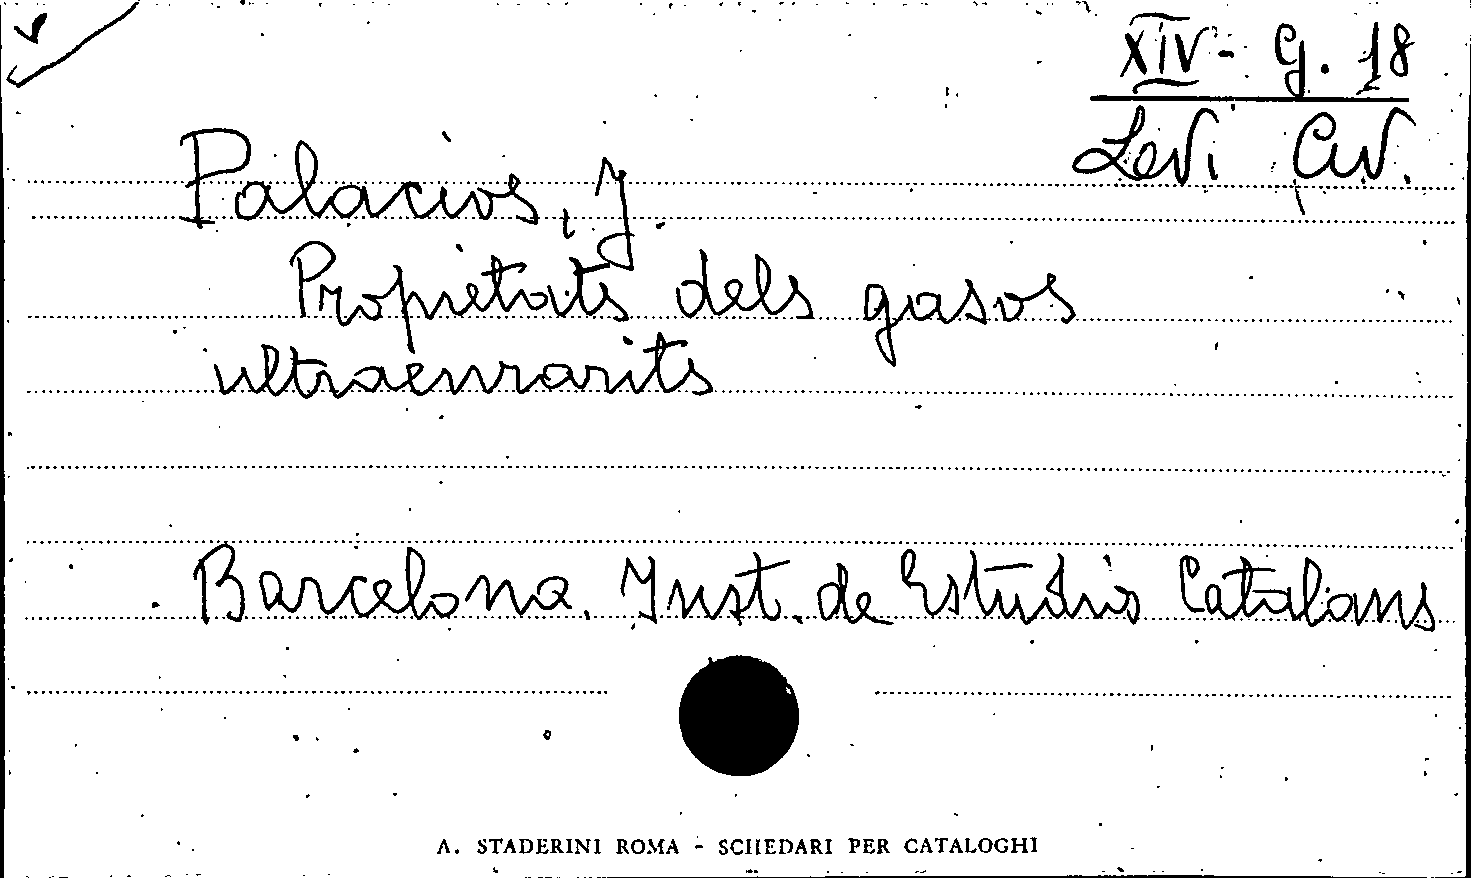 XIV - G. 18
Levi Civ.
Palacios, J.
Propietats dels gasos
ultraenrarits
Barcelona. Inst. de Estudis Catalans
A. STADERINI ROMA - SCHEDARI PER CATALOGHI